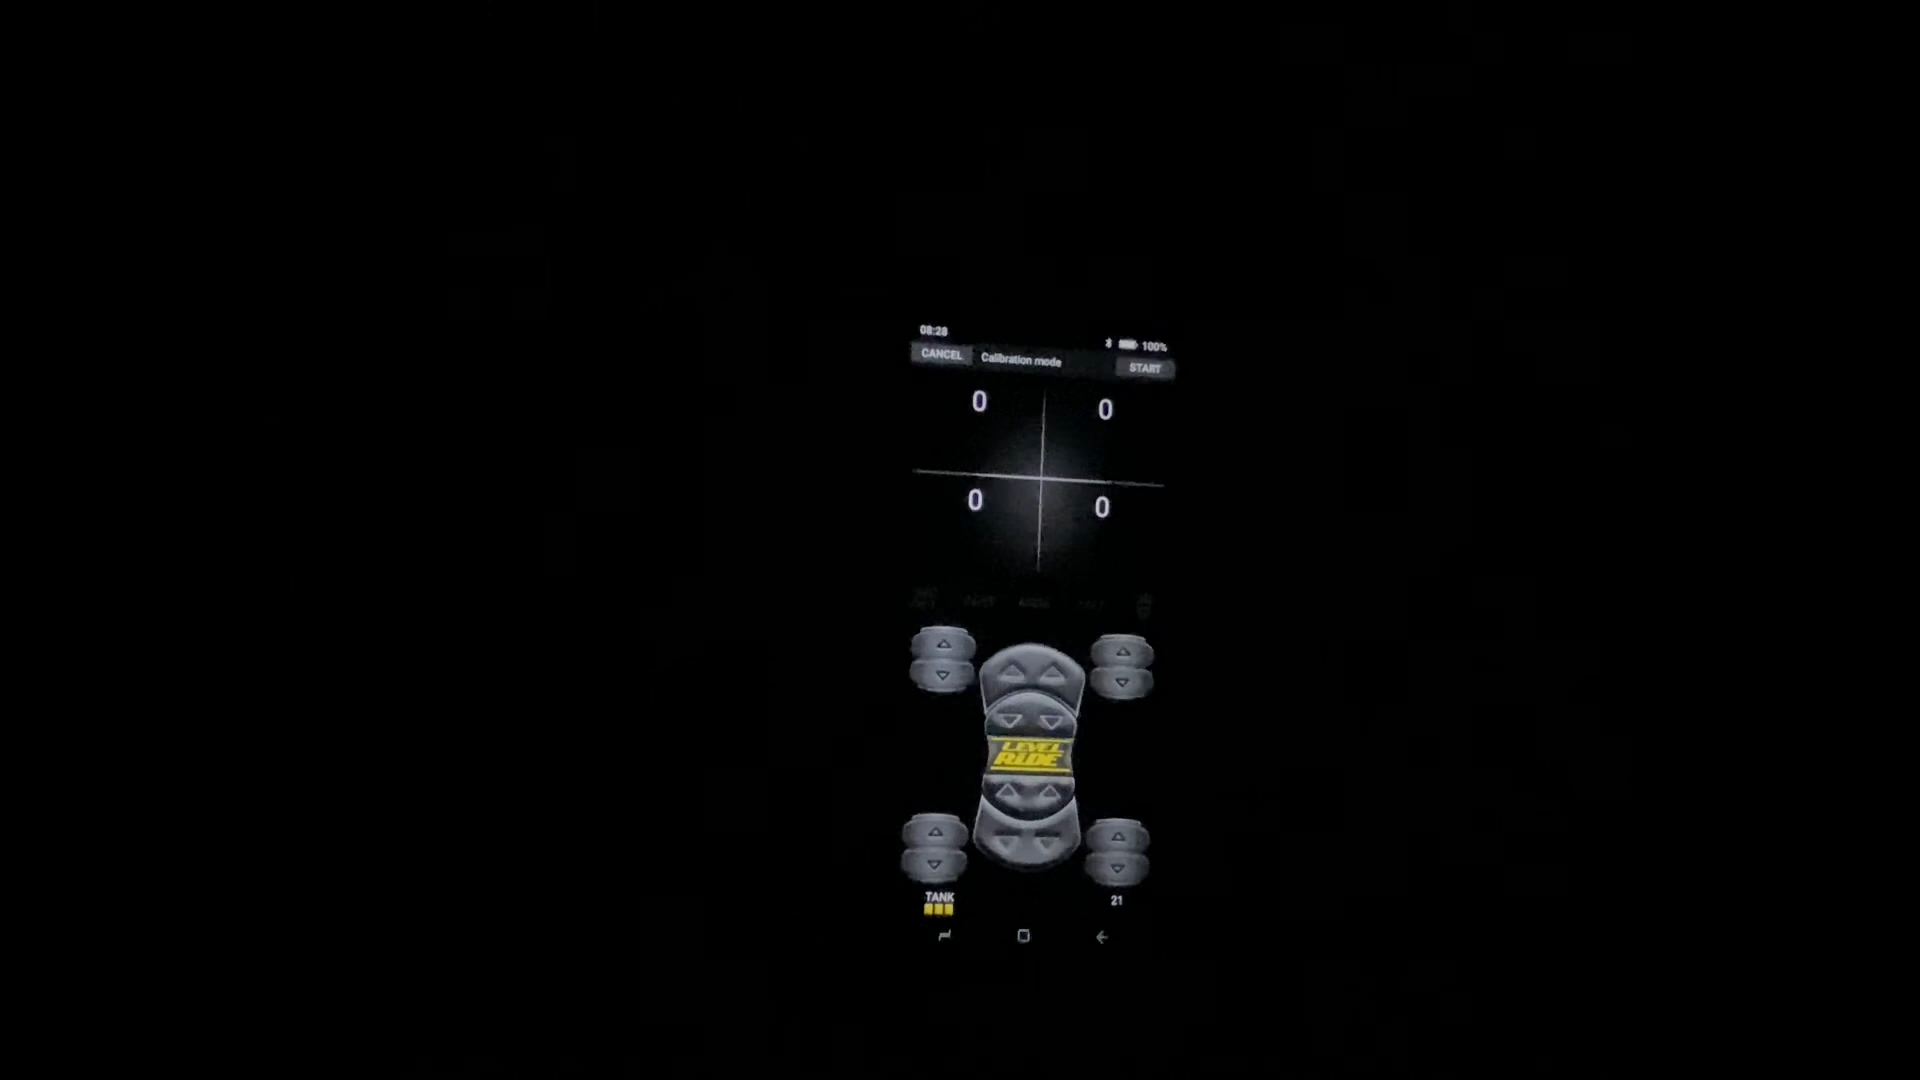 08:28
100%
CANCEL
Calibration mode
START
0
0
0
0
LEVEL
RIDE
TANK
21